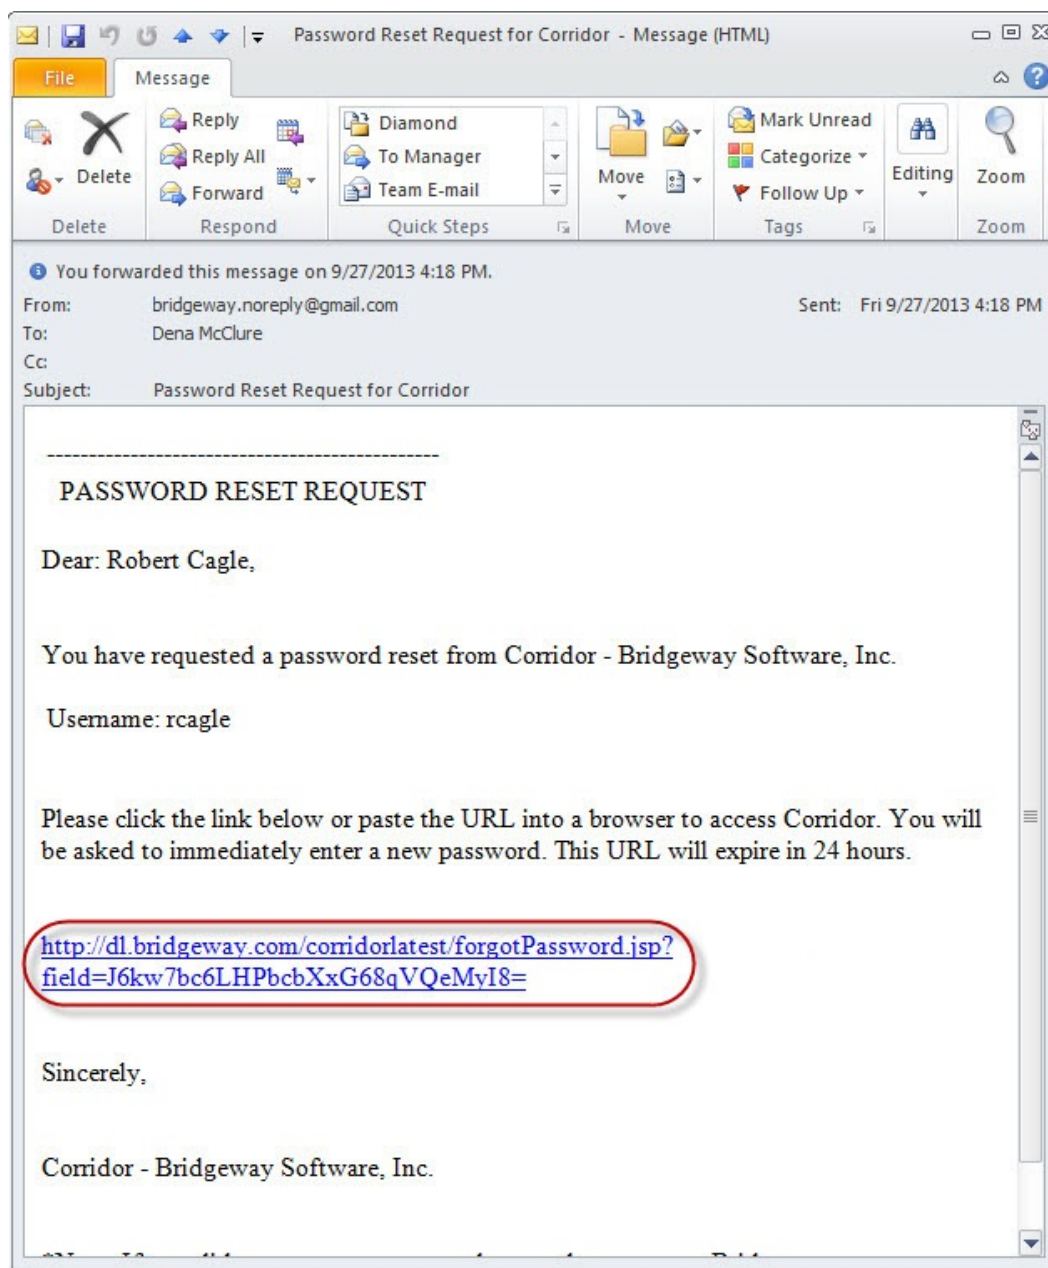 Password Reset Request for Corridor - Message (HTML)
File Message
Delete
Reply
Reply All
Forward
Diamond
To Manager
Team E-mail
Move
Mark Unread
Categorize
Follow Up
Editing
Zoom
Delete Respond Quick Steps Move Tags Zoom
You forwarded this message on 9/27/2013 4:18 PM.
From: bridgeway.noreply@gmail.com Sent: Fri 9/27/2013 4:18 PM
To: Dena McClure
Cc:
Subject: Password Reset Request for Corridor
-----------------------------------------------
PASSWORD RESET REQUEST
Dear: Robert Cagle,
You have requested a password reset from Corridor - Bridgeway Software, Inc.
Username: rcagle
Please click the link below or paste the URL into a browser to access Corridor. You will
be asked to immediately enter a new password. This URL will expire in 24 hours.
http://dl.bridgeway.com/corridorlatest/forgotPassword.jsp?
field=J6kw7bc6LHPbcbXxG68qVQeMyI8=
Sincerely,
Corridor - Bridgeway Software, Inc.